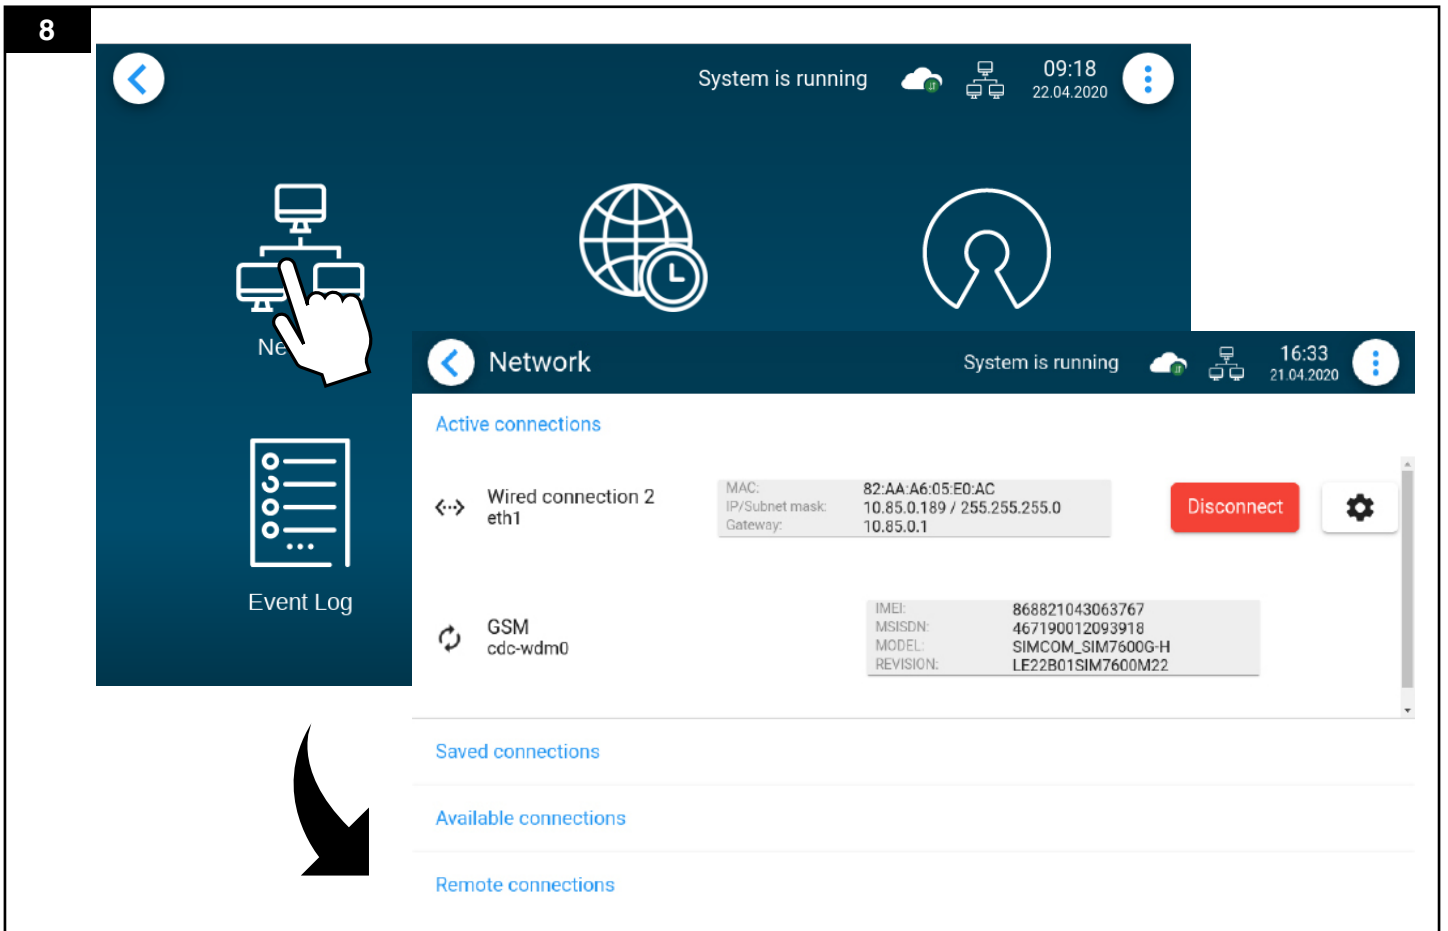 8
System is running
09:18
22.04.2020
Ne
Event Log
Network
System is running
16:33
21.04.2020
Active connections
Wired connection 2
eth1
MAC: 82:AA:A6:05:E0:AC
IP/Subnet mask: 10.85.0.189 / 255.255.255.0
Gateway: 10.85.0.1
Disconnect
GSM
cdc-wdm0
IMEI: 868821043063767
MSISDN: 467190012093918
MODEL: SIMCOM_SIM7600G-H
REVISION: LE22B01SIM7600M22
Saved connections
Available connections
Remote connections